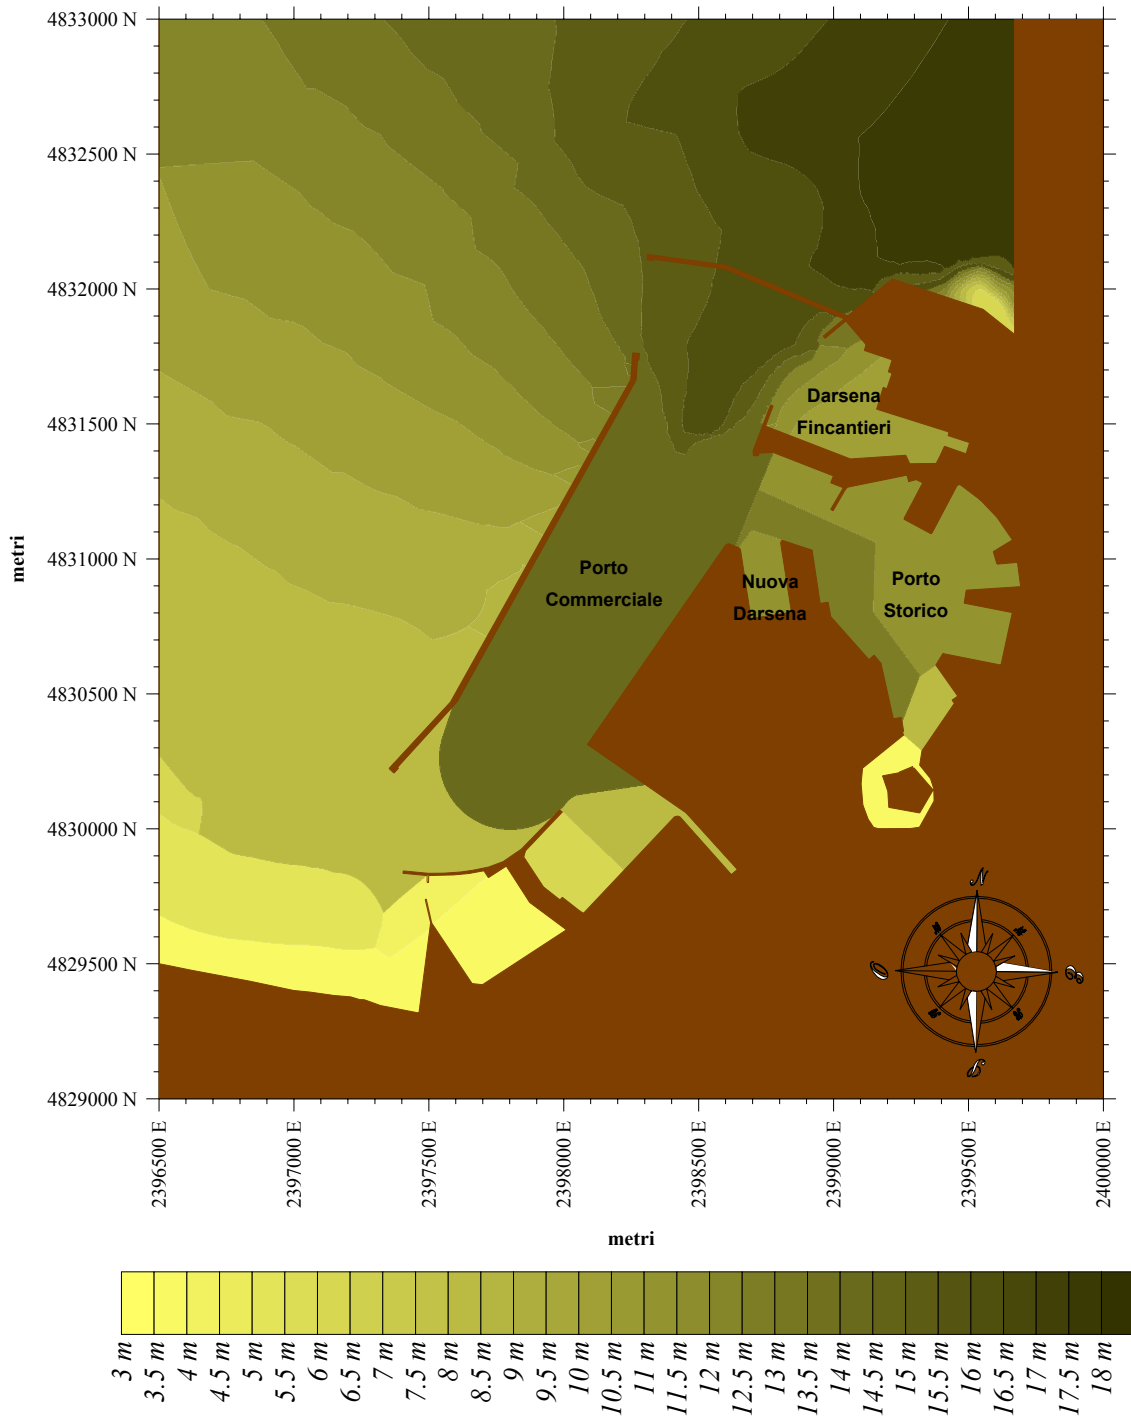 4833000 N
4832500 N
4832000 N
4831500 N
4831000 N
4830500 N
4830000 N
4829500 N
4829000 N
metri
Darsena
Fincantieri
Porto
Commerciale
Nuova
Darsena
Porto
Storico
N
O
E
S
2396500 E
2397000 E
2397500 E
2398000 E
2398500 E
2399000 E
2399500 E
2400000 E
metri
3 m
3.5 m
4 m
4.5 m
5 m
5.5 m
6 m
6.5 m
7 m
7.5 m
8 m
8.5 m
9 m
9.5 m
10 m
10.5 m
11 m
11.5 m
12 m
12.5 m
13 m
13.5 m
14 m
14.5 m
15 m
15.5 m
16 m
16.5 m
17 m
17.5 m
18 m